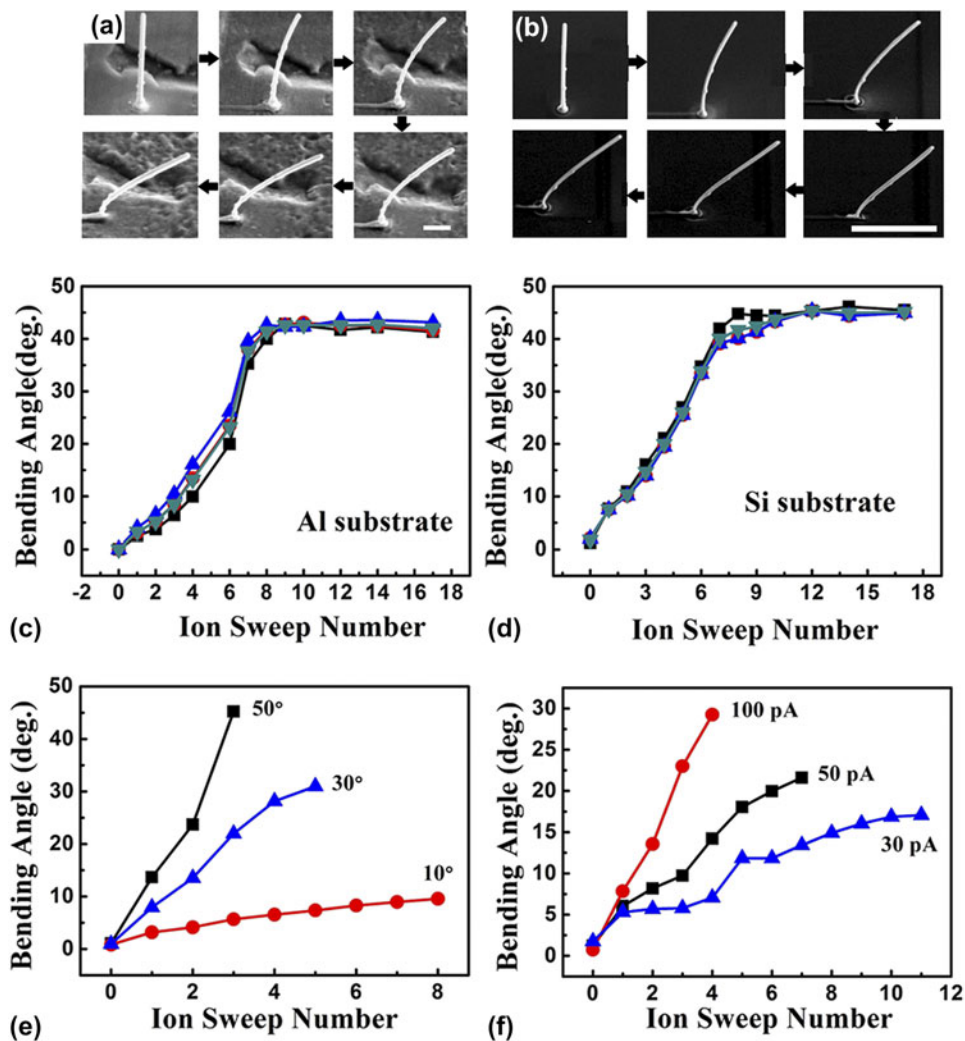 (a)
(b)
50
40
30
20
10
0
Bending Angle(deg.)
Al substrate
-2 0 2 4 6 8 10 12 14 16 18
(c) Ion Sweep Number
50
40
30
20
10
0
Bending Angle(deg.)
Si substrate
0 3 6 9 12 15 18
(d) Ion Sweep Number
50
40
30
20
10
0
Bending Angle (deg.)
50°
30°
10°
0 2 4 6 8
(e) Ion Sweep Number
30
25
20
15
10
5
0
Bending Angle (deg.)
100 pA
50 pA
30 pA
0 2 4 6 8 10 12
(f) Ion Sweep Number